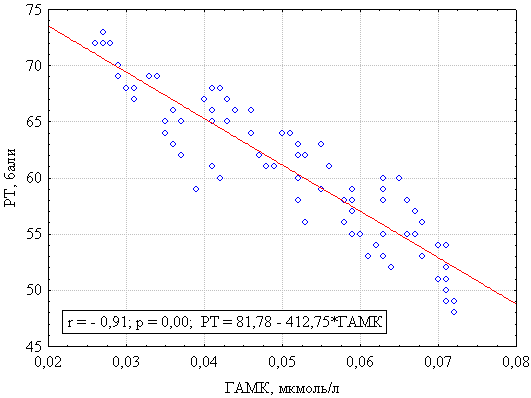 75
70
65
60
55
50
45
РТ, бали
r = - 0,91; p = 0,00; РТ = 81,78 - 412,75*ГАМК
0,02 0,03 0,04 0,05 0,06 0,07 0,08
ГАМК, мкмоль/л